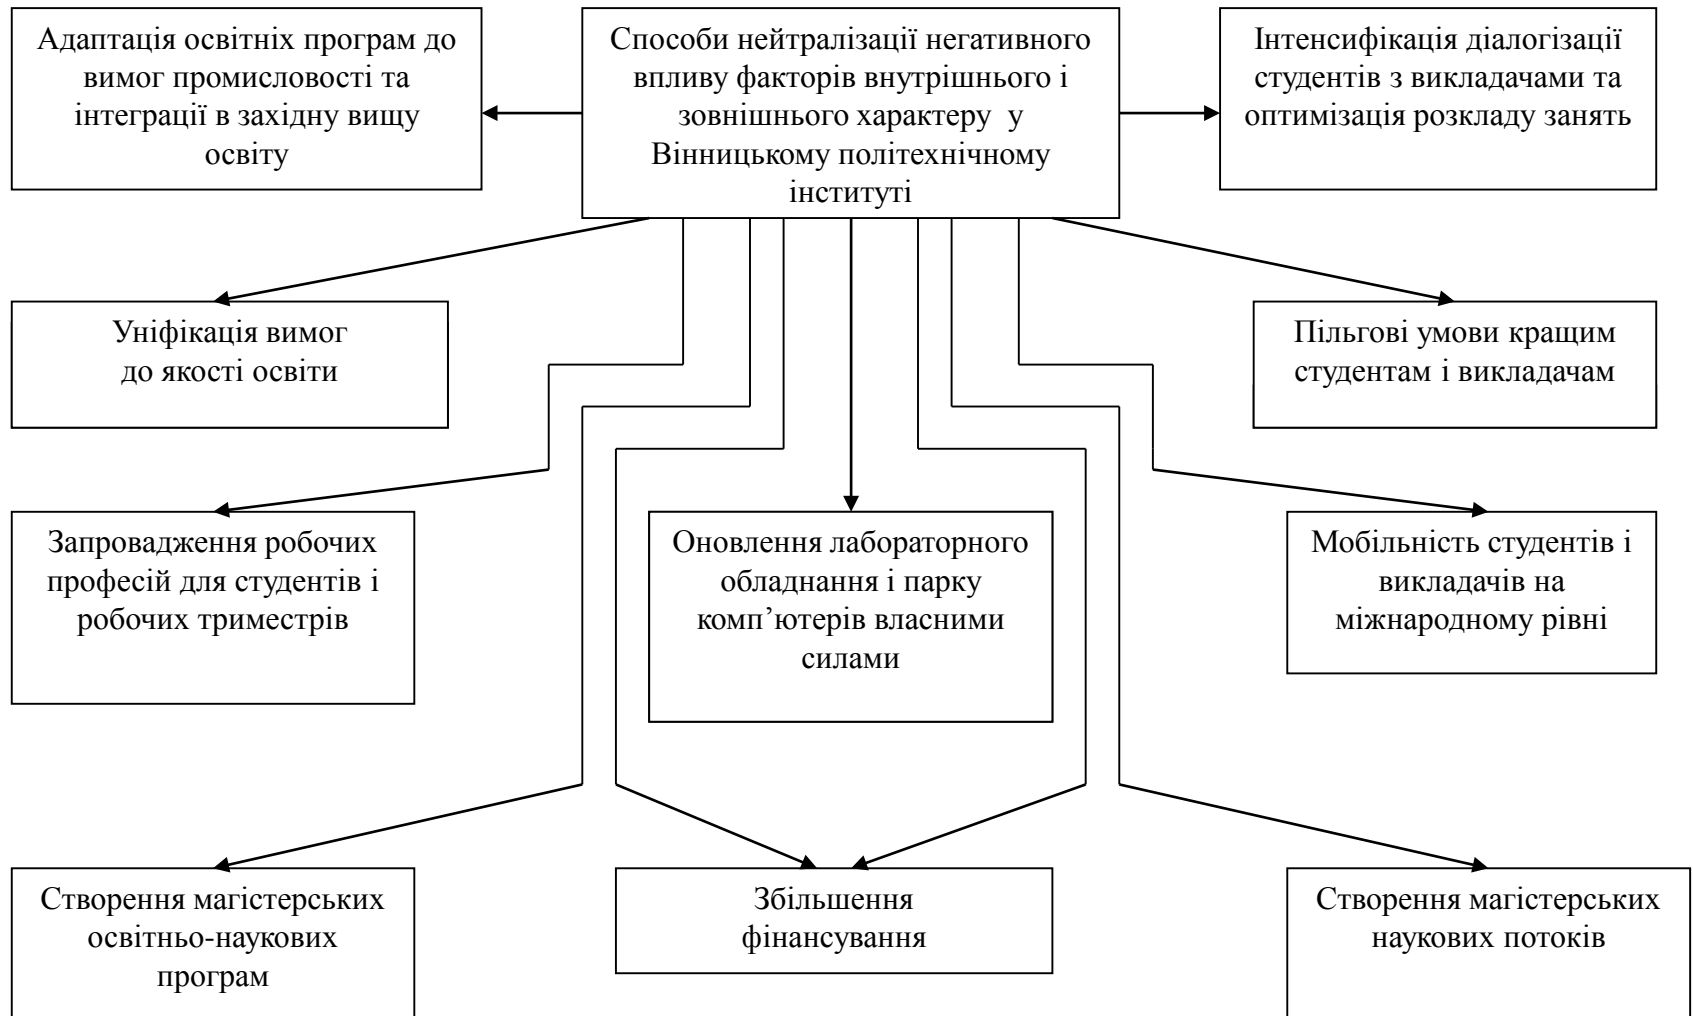 Адаптація освітніх програм до
вимог промисловості та
інтеграції в західну вищу
освіту
Способи нейтралізації негативного
впливу факторів внутрішнього і
зовнішнього характеру у
Вінницькому політехнічному
інституті
Інтенсифікація діалогізації
студентів з викладачами та
оптимізація розкладу занять
Уніфікація вимог
до якості освіти
Пільгові умови кращим
студентам і викладачам
Запровадження робочих
професій для студентів і
робочих триместрів
Оновлення лабораторного
обладнання і парку
комп’ютерів власними
силами
Мобільність студентів і
викладачів на
міжнародному рівні
Створення магістерських
освітньо-наукових
програм
Збільшення
фінансування
Створення магістерських
наукових потоків